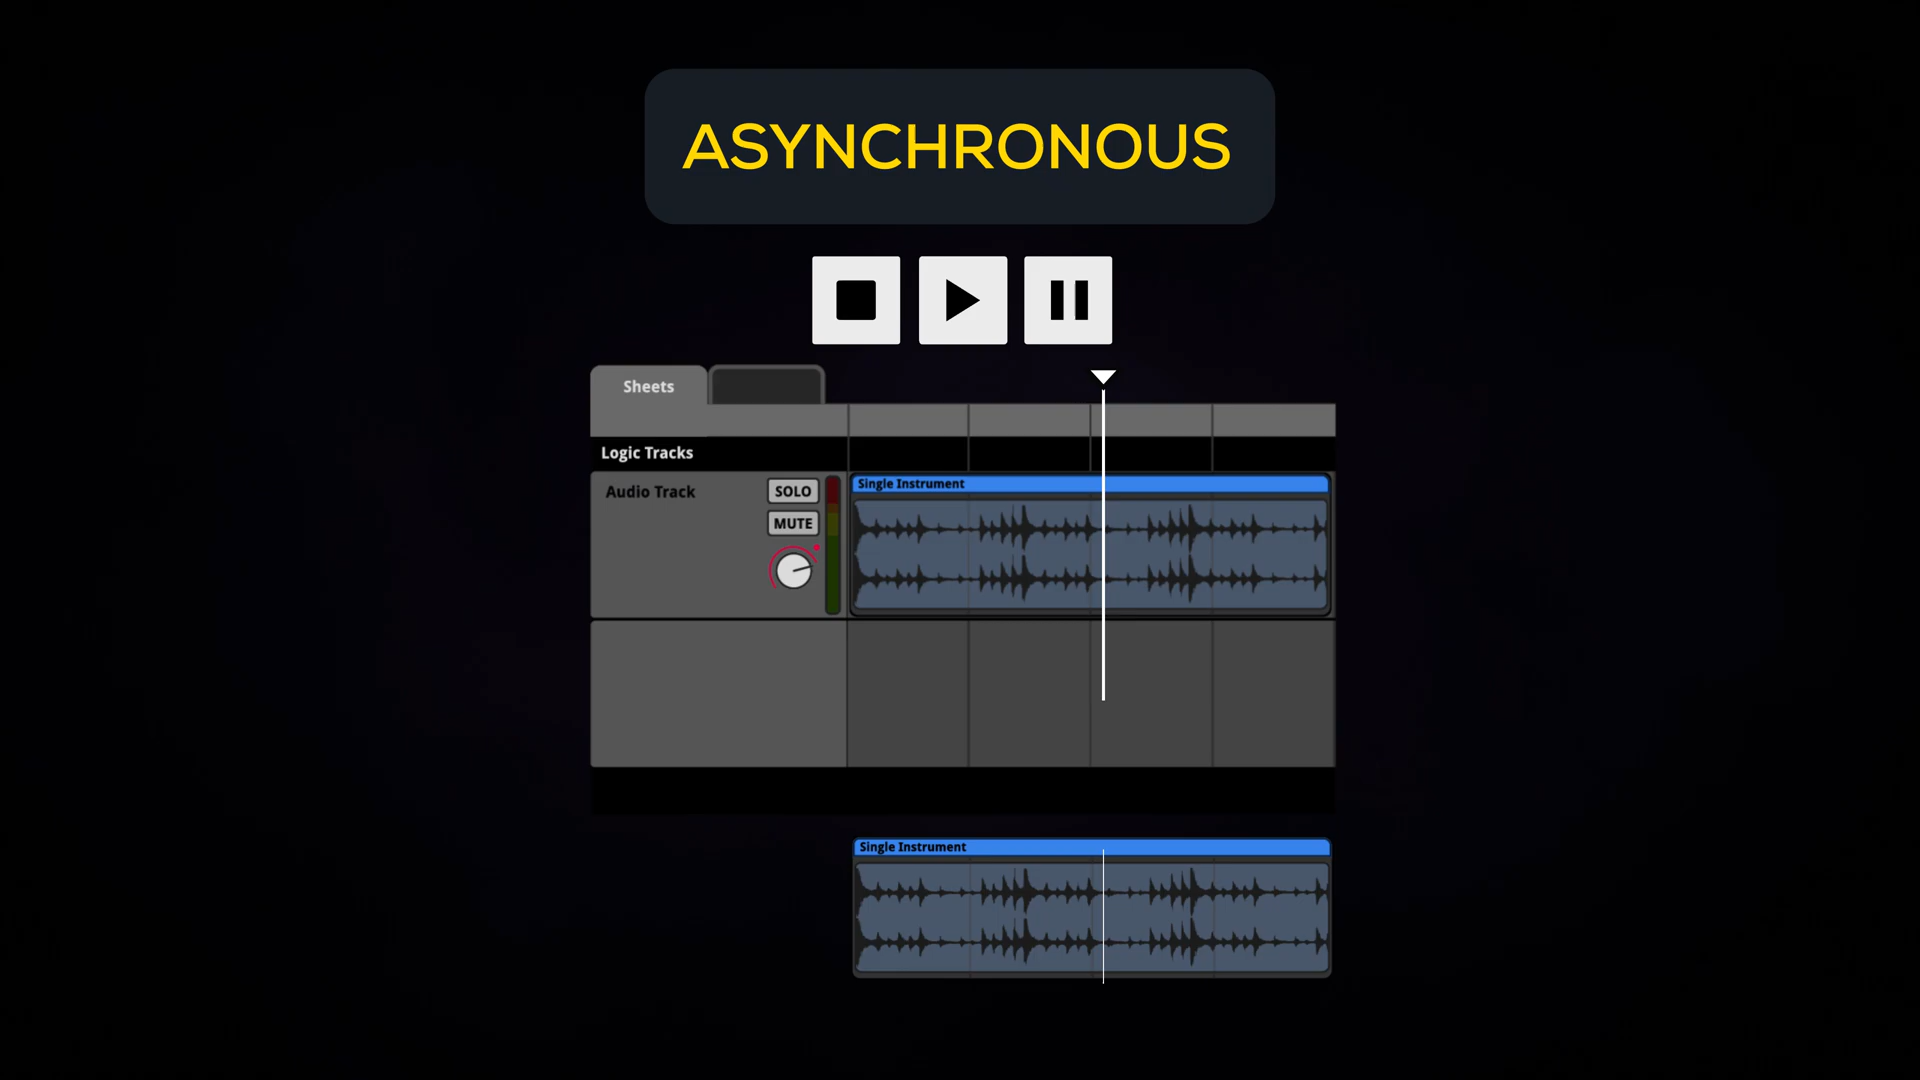 ASYNCHRONOUS
Sheets
Logic Tracks
Audio Track
SOLO
MUTE
Single Instrument
Single Instrument